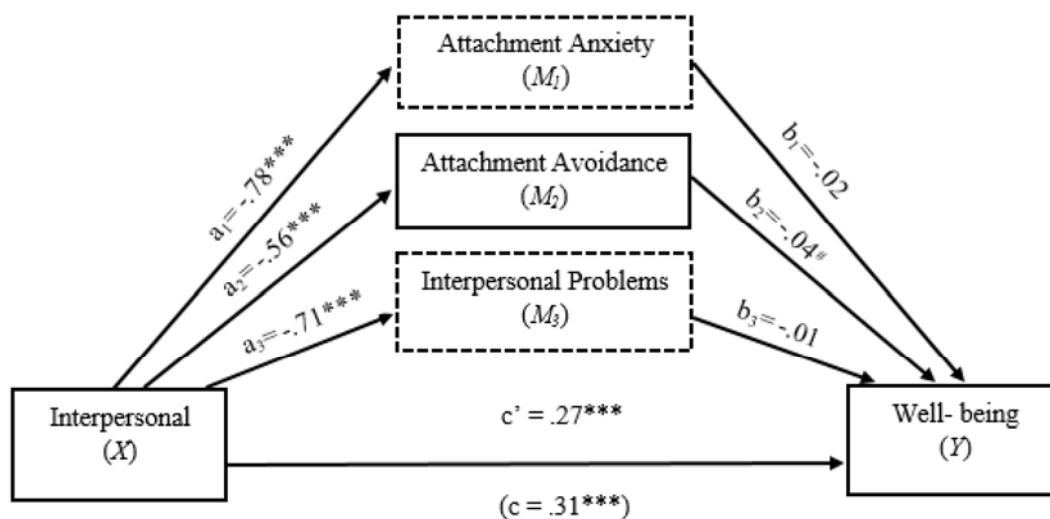 Attachment Anxiety
(M1)
a1= -.78***
b1= -.02
Attachment Avoidance
(M2)
a2= -.56***
b2= -.04#
Interpersonal Problems
(M3)
a3= -.71***
b3= -.01
Interpersonal
(X)
c’ = .27***
Well- being
(Y)
(c = .31***)